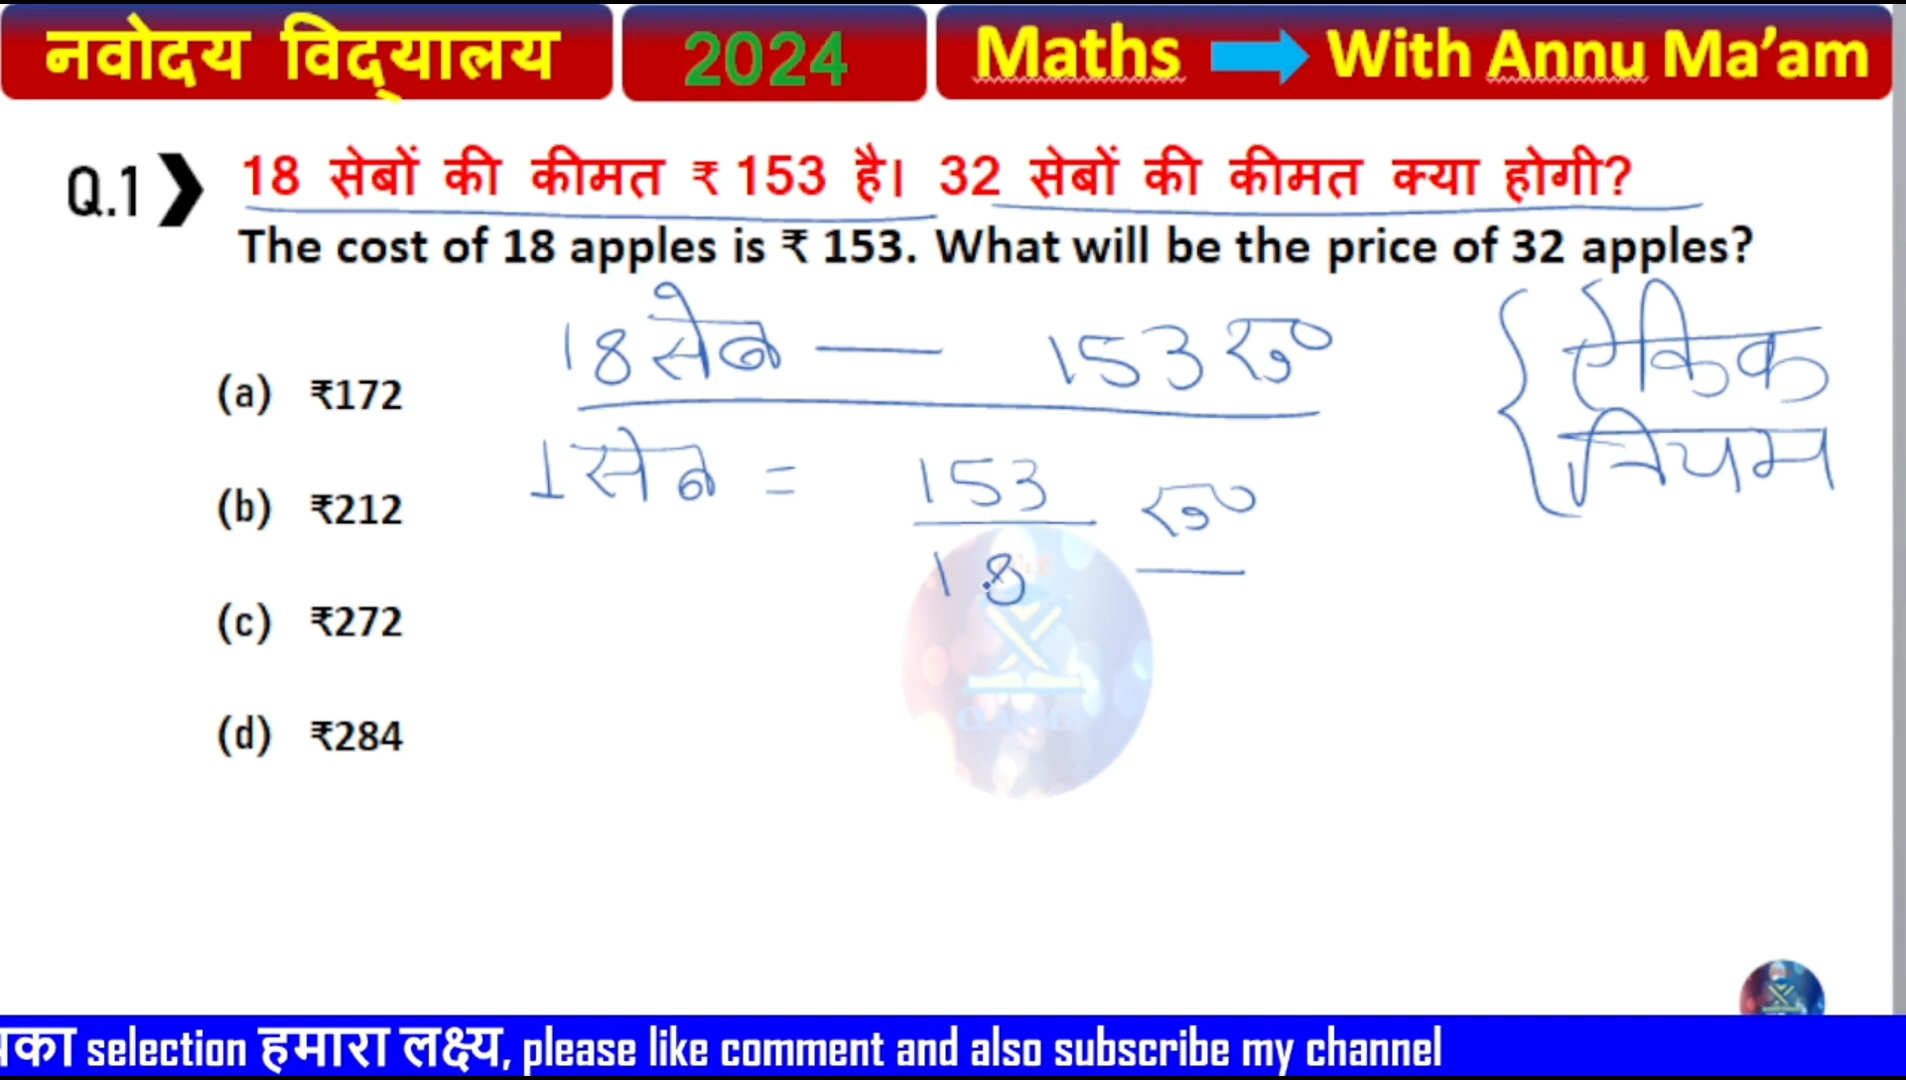 नवोदय विद्यालय 2024 Maths With Annu Ma'am
Q.1 18 सेबों की कीमत ₹ 153 है। 32 सेबों की कीमत क्या होगी?
The cost of 18 apples is ₹ 153. What will be the price of 32 apples?
18 सेब — 153 रु०
{ ऐकिक
नियम
(a) ₹172
1 सेब = 153/18 रु०
(b) ₹212
(c) ₹272
(d) ₹284
CLASSES
selection हमारा लक्ष्य, please like comment and also subscribe my channel